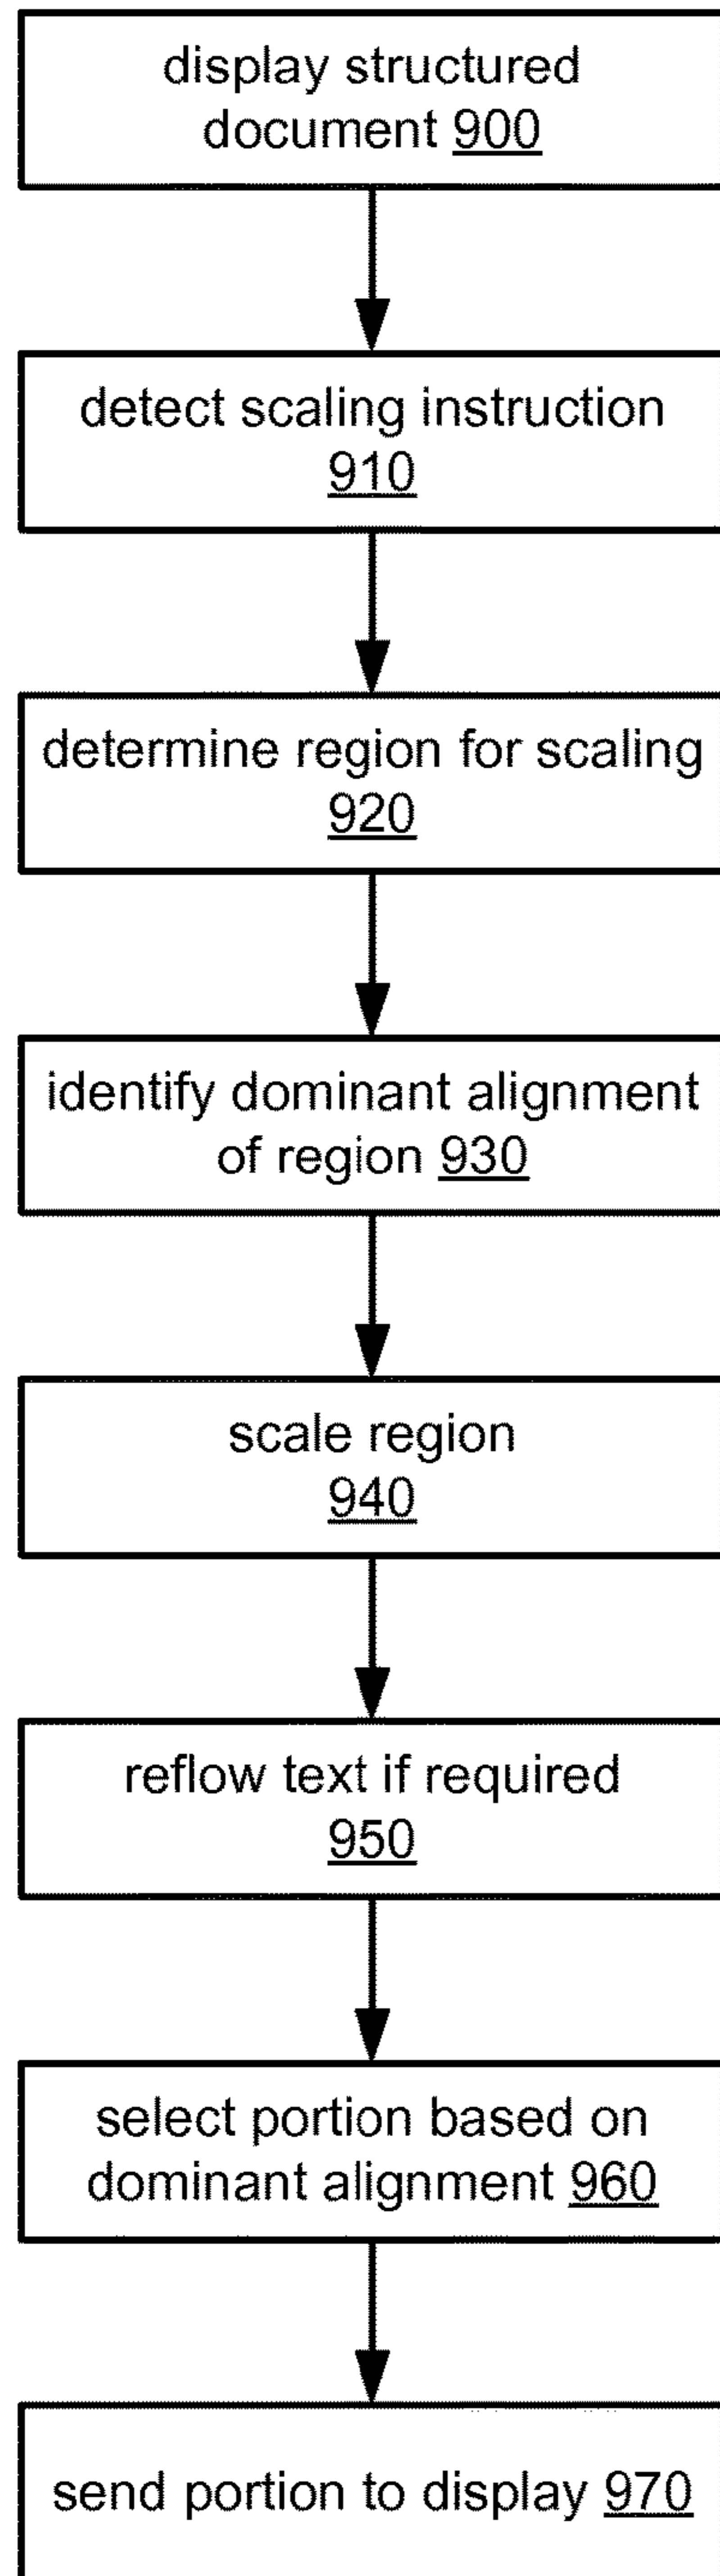 display structured
document 900
detect scaling instruction
910
determine region for scaling
920
identify dominant alignment
of region 930
scale region
940
reflow text if required
950
select portion based on
dominant alignment 960
send portion to display 970